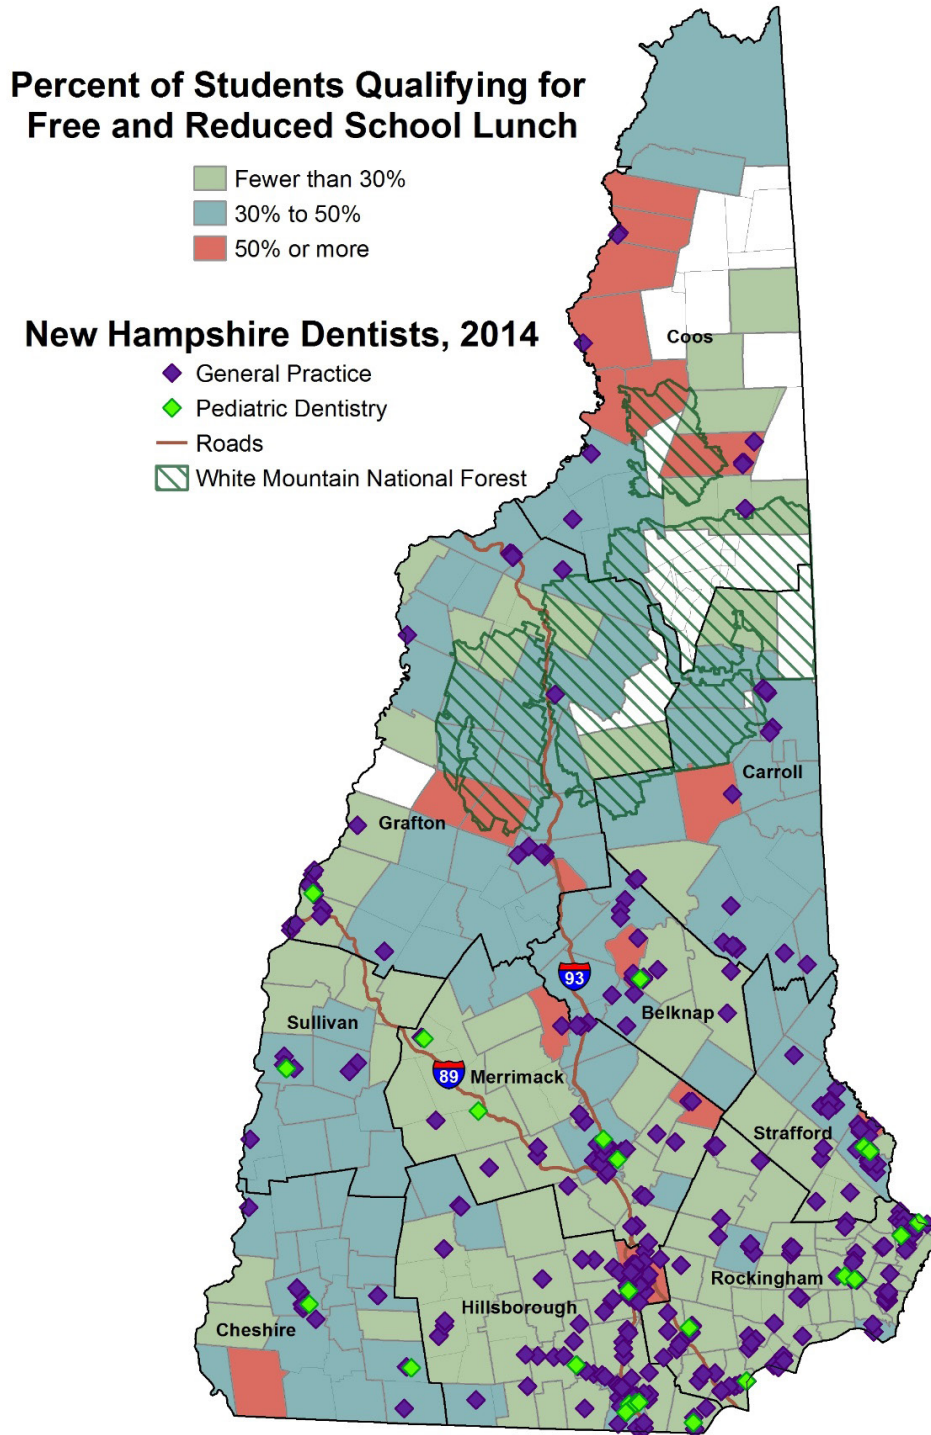 Percent of Students Qualifying for
Free and Reduced School Lunch
Fewer than 30%
30% to 50%
50% or more
New Hampshire Dentists, 2014
General Practice
Pediatric Dentistry
Roads
White Mountain National Forest
Coos
Carroll
Grafton
93
Belknap
Sullivan
89
Merrimack
Strafford
Rockingham
Hillsborough
Cheshire